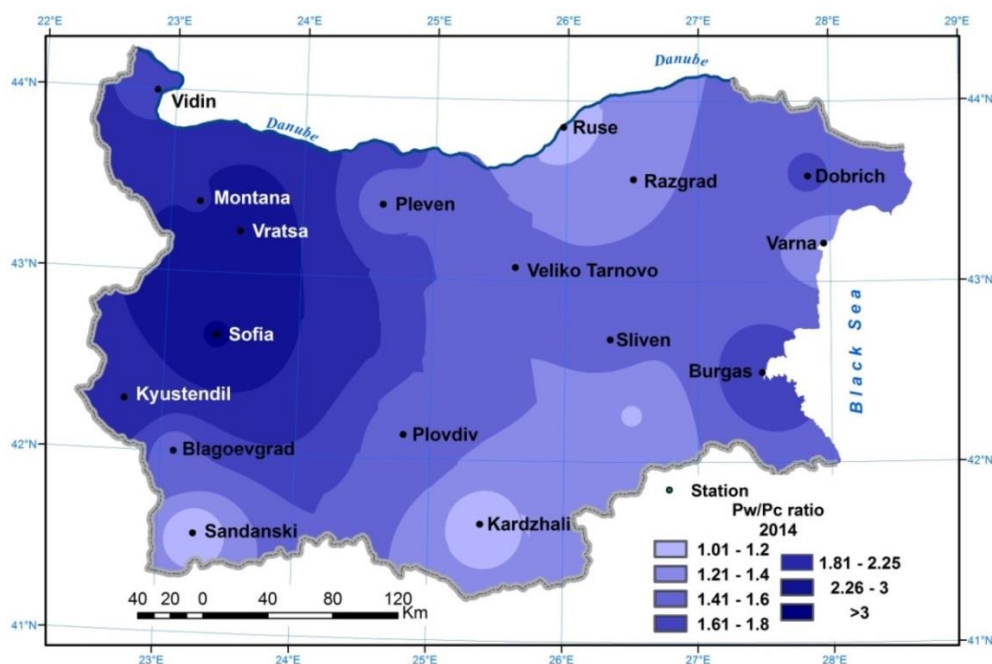 22°E 23°E 24°E 25°E 26°E 27°E 28°E 29°E
Danube
44°N 44°N
Vidin
Danube
Ruse
Montana
Pleven
Razgrad
Dobrich
Vratsa
Varna
43°N 43°N
Veliko Tarnovo
Sofia
Sliven
Burgas
Black Sea
Kyustendil
Plovdiv
42°N 42°N
Blagoevgrad
Sandanski
Kardzhali
Station
Pw/Pc ratio
2014
1.01 - 1.2
1.21 - 1.4
1.41 - 1.6
1.61 - 1.8
1.81 - 2.25
2.26 - 3
>3
40 20 0 40 80 120
Km
41°N 41°N
23°E 24°E 25°E 26°E 27°E 28°E